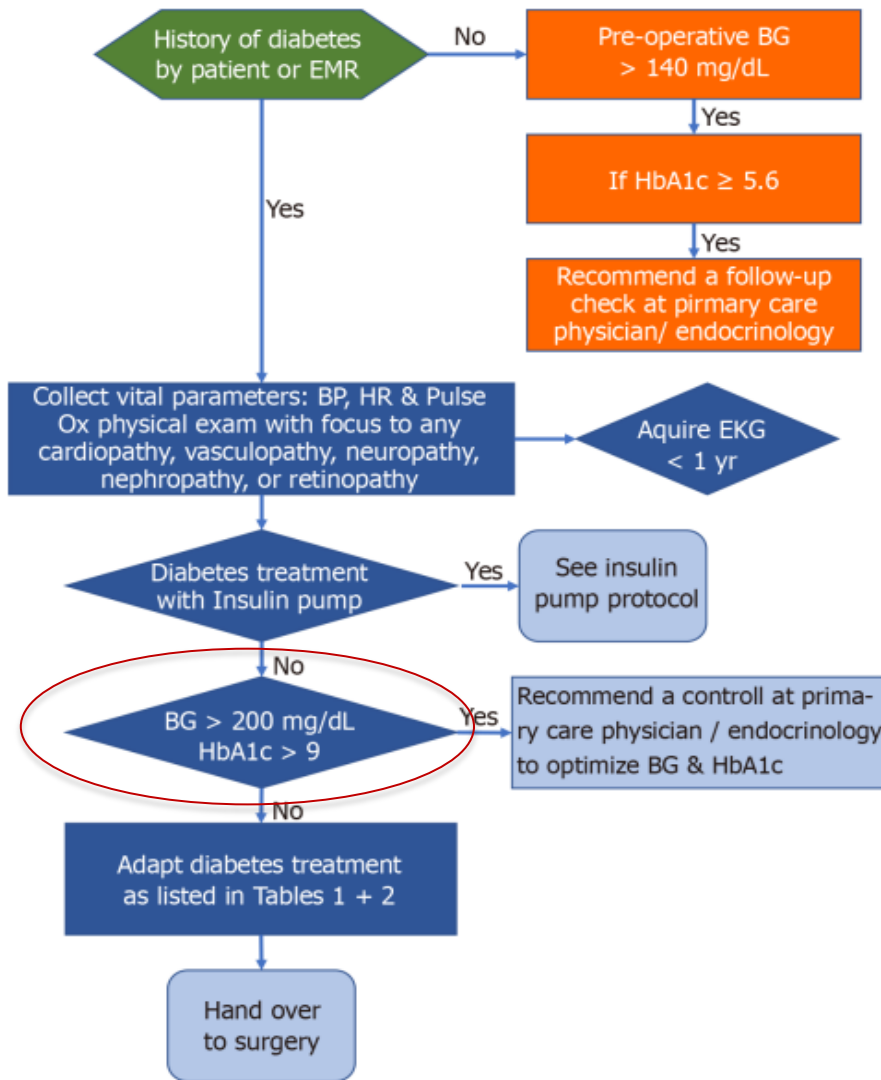 History of diabetes
by patient or EMR
No
Pre-operative BG
> 140 mg/dL
Yes
If HbA1c ≥ 5.6
Yes
Recommend a follow-up
check at pirmary care
physician/ endocrinology
Yes
Collect vital parameters: BP, HR & Pulse
Ox physical exam with focus to any
cardiopathy, vasculopathy, neuropathy,
nephropathy, or retinopathy
Aquire EKG
< 1 yr
Diabetes treatment
with Insulin pump
Yes
See insulin
pump protocol
No
BG > 200 mg/dL
HbA1c > 9
Yes
Recommend a controll at prima-
ry care physician / endocrinology
to optimize BG & HbA1c
No
Adapt diabetes treatment
as listed in Tables 1 + 2
Hand over
to surgery